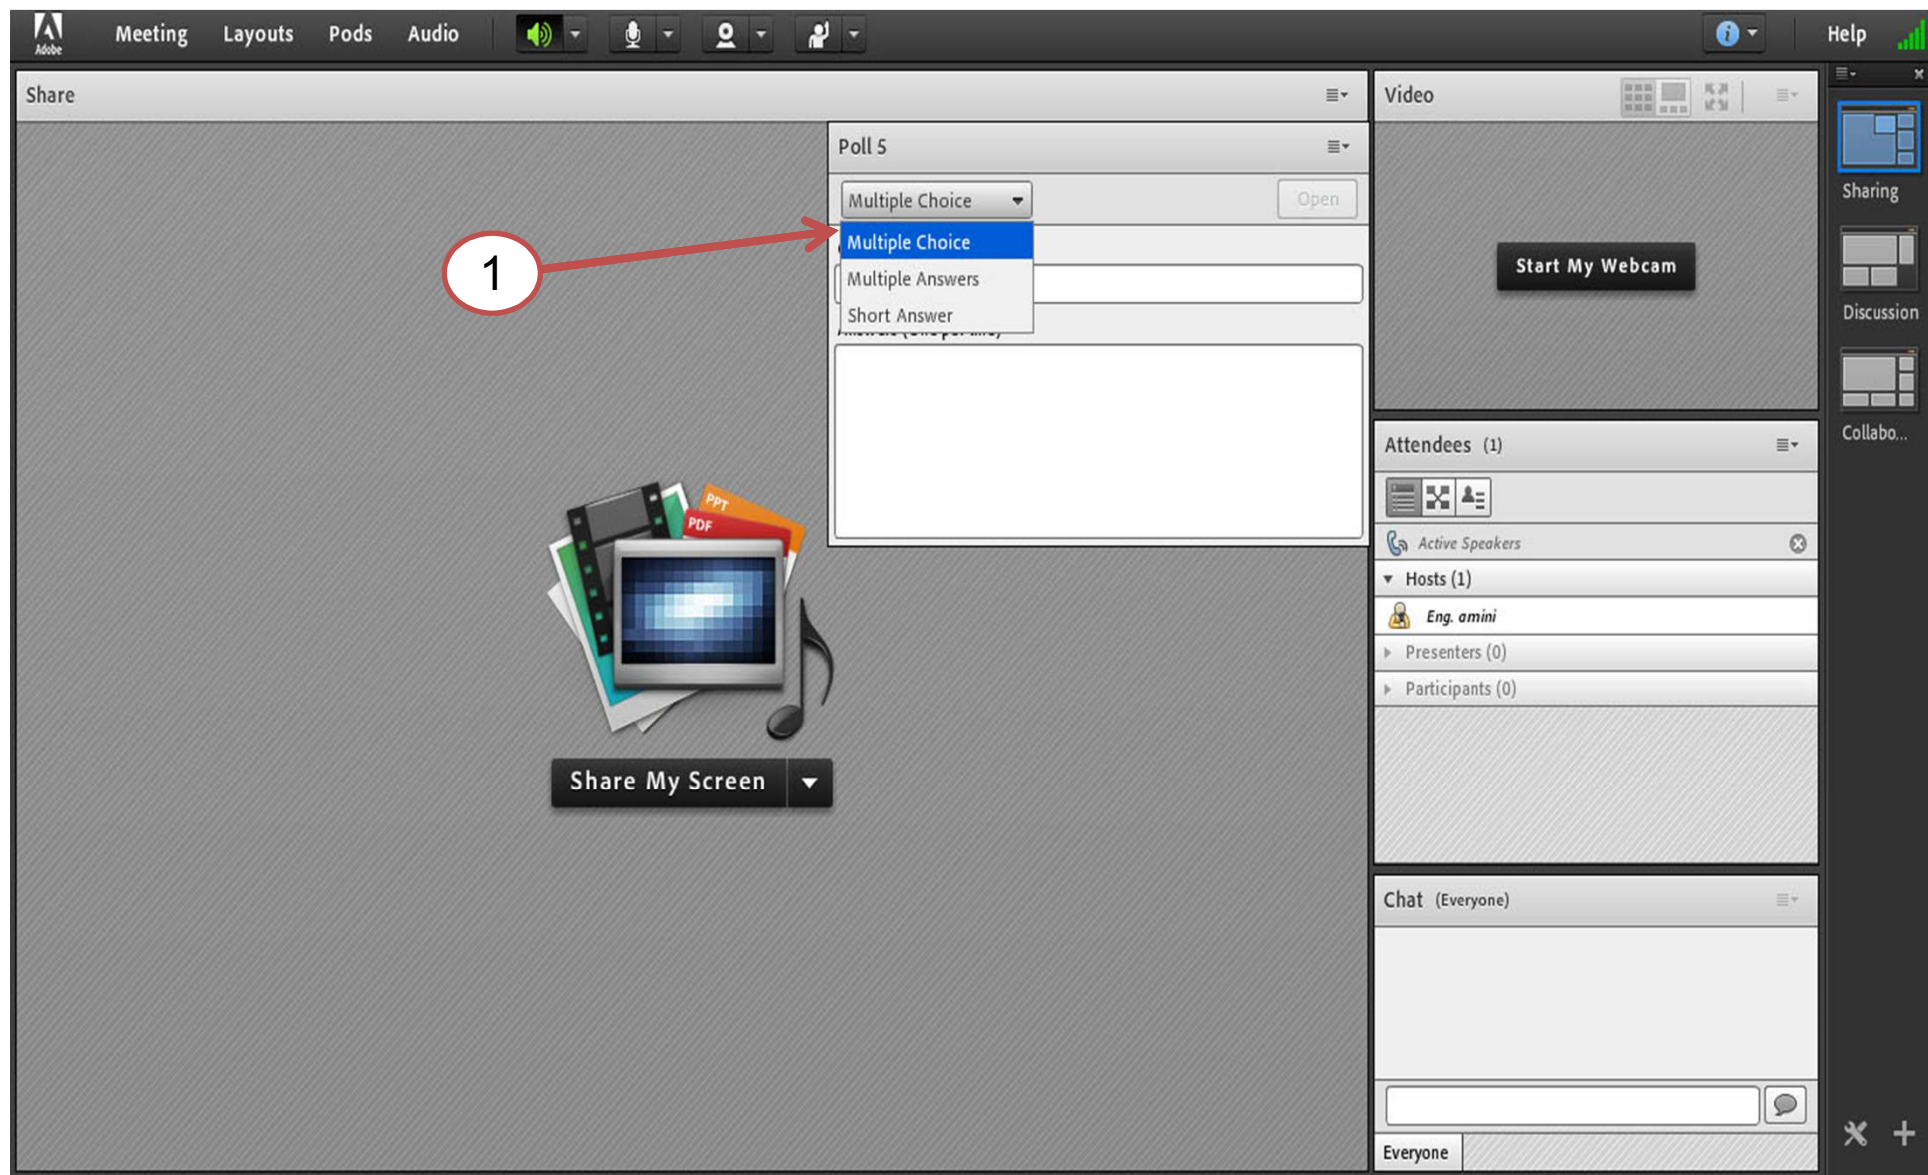 Adobe
Meeting Layouts Pods Audio
Help
Share
Poll 5
Multiple Choice
Open
Multiple Choice
Multiple Answers
Short Answer
1
PPT
PDF
Share My Screen
Video
Start My Webcam
Attendees (1)
Active Speakers
Hosts (1)
Eng. amini
Presenters (0)
Participants (0)
Chat (Everyone)
Everyone
Sharing
Discussion
Collabo...